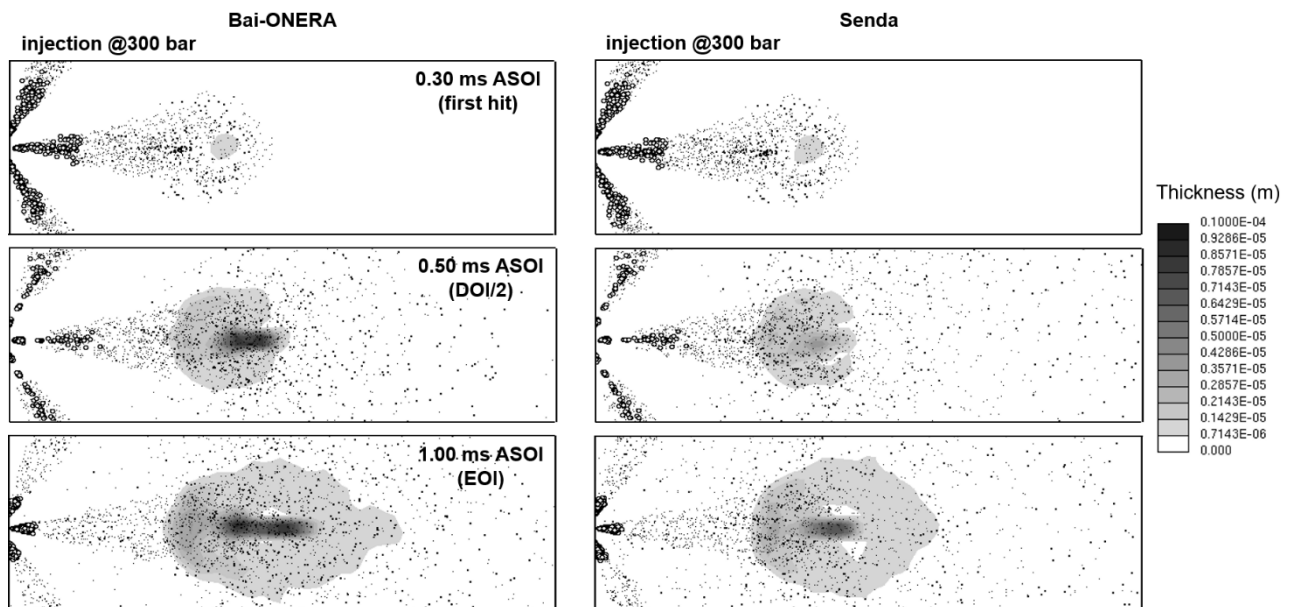 Bai-ONERA
Senda
injection @300 bar
injection @300 bar
0.30 ms ASOI
(first hit)
0.50 ms ASOI
(DOI/2)
1.00 ms ASOI
(EOI)
Thickness (m)
0.1000E-04
0.9286E-05
0.8571E-05
0.7857E-05
0.7143E-05
0.6429E-05
0.5714E-05
0.5000E-05
0.4286E-05
0.3571E-05
0.2857E-05
0.2143E-05
0.1429E-05
0.7143E-06
0.000